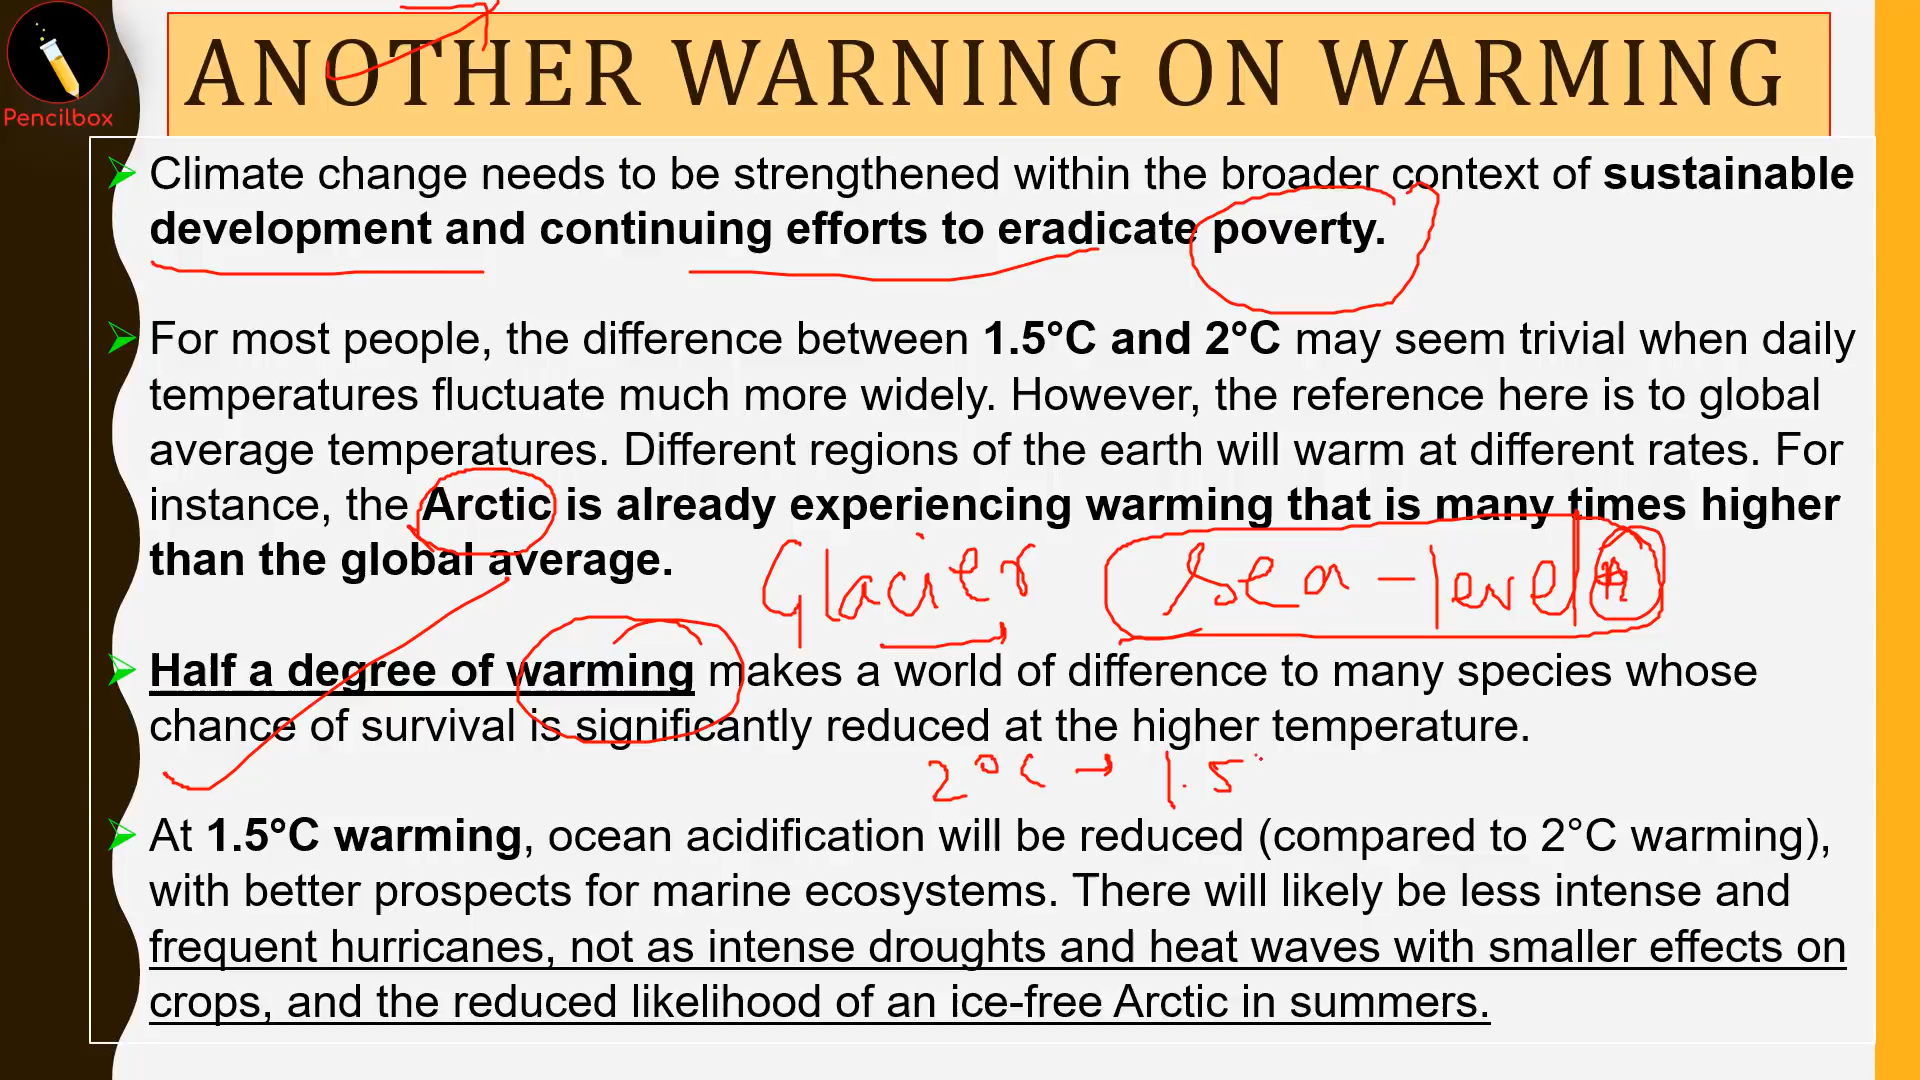 ANOTHER WARNING ON WARMING
Pencilbox
Climate change needs to be strengthened within the broader context of sustainable
development and continuing efforts to eradicate poverty.
For most people, the difference between 1.5°C and 2°C may seem trivial when daily
temperatures fluctuate much more widely. However, the reference here is to global
average temperatures. Different regions of the earth will warm at different rates. For
instance, the Arctic is already experiencing warming that is many times higher
than the global average.
Glacier Sea-level
Half a degree of warming makes a world of difference to many species whose
chance of survival is significantly reduced at the higher temperature.
2°C → 1.5°
At 1.5°C warming, ocean acidification will be reduced (compared to 2°C warming),
with better prospects for marine ecosystems. There will likely be less intense and
frequent hurricanes, not as intense droughts and heat waves with smaller effects on
crops, and the reduced likelihood of an ice-free Arctic in summers.